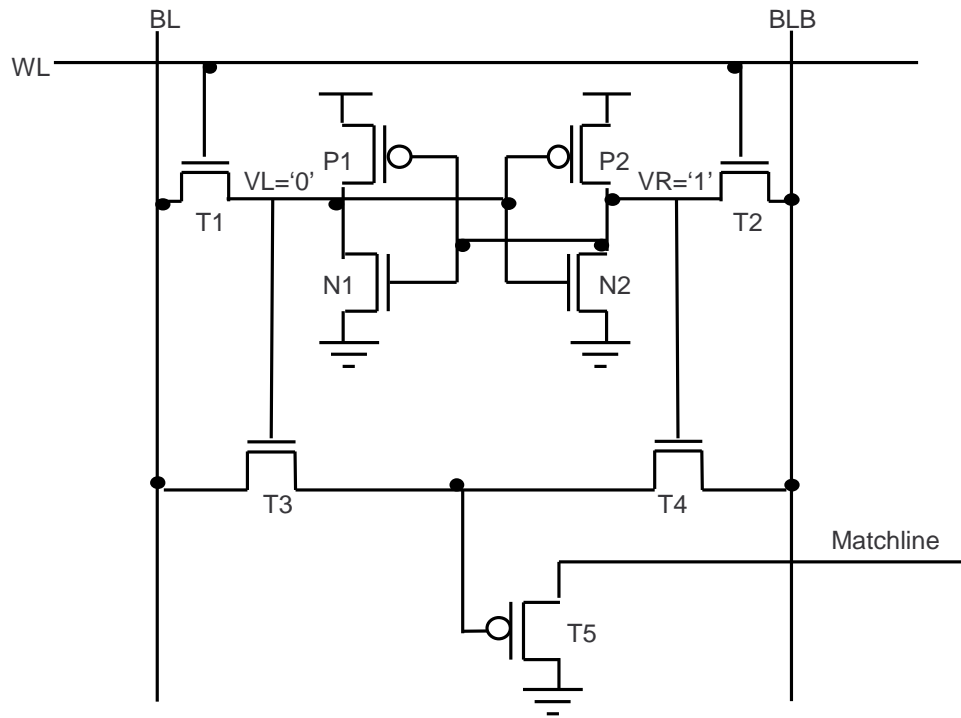 BL
BLB
WL
P1
P2
VL='0'
VR='1'
T1
T2
N1
N2
T3
T4
Matchline
T5